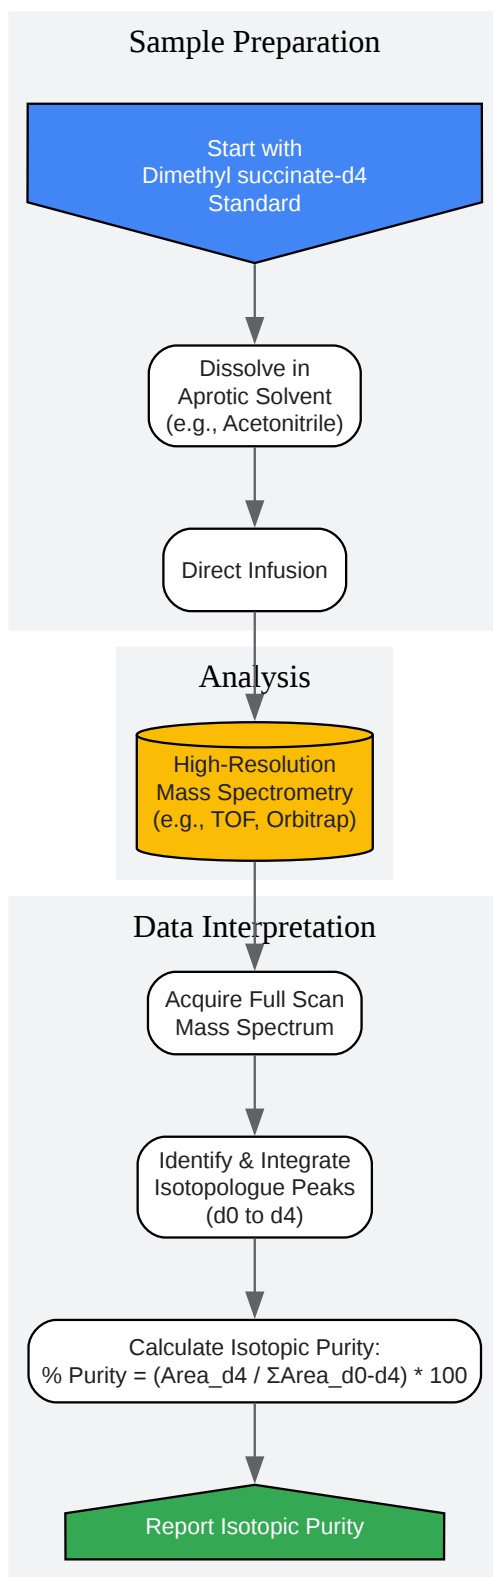 Sample Preparation
Start with
Dimethyl succinate-d4
Standard
Dissolve in
Aprotic Solvent
(e.g., Acetonitrile)
Direct Infusion
Analysis
High-Resolution
Mass Spectrometry
(e.g., TOF, Orbitrap)
Data Interpretation
Acquire Full Scan
Mass Spectrum
Identify & Integrate
Isotopologue Peaks
(d0 to d4)
Calculate Isotopic Purity:
% Purity = (Area_d4 / ΣArea_d0-d4) * 100
Report Isotopic Purity